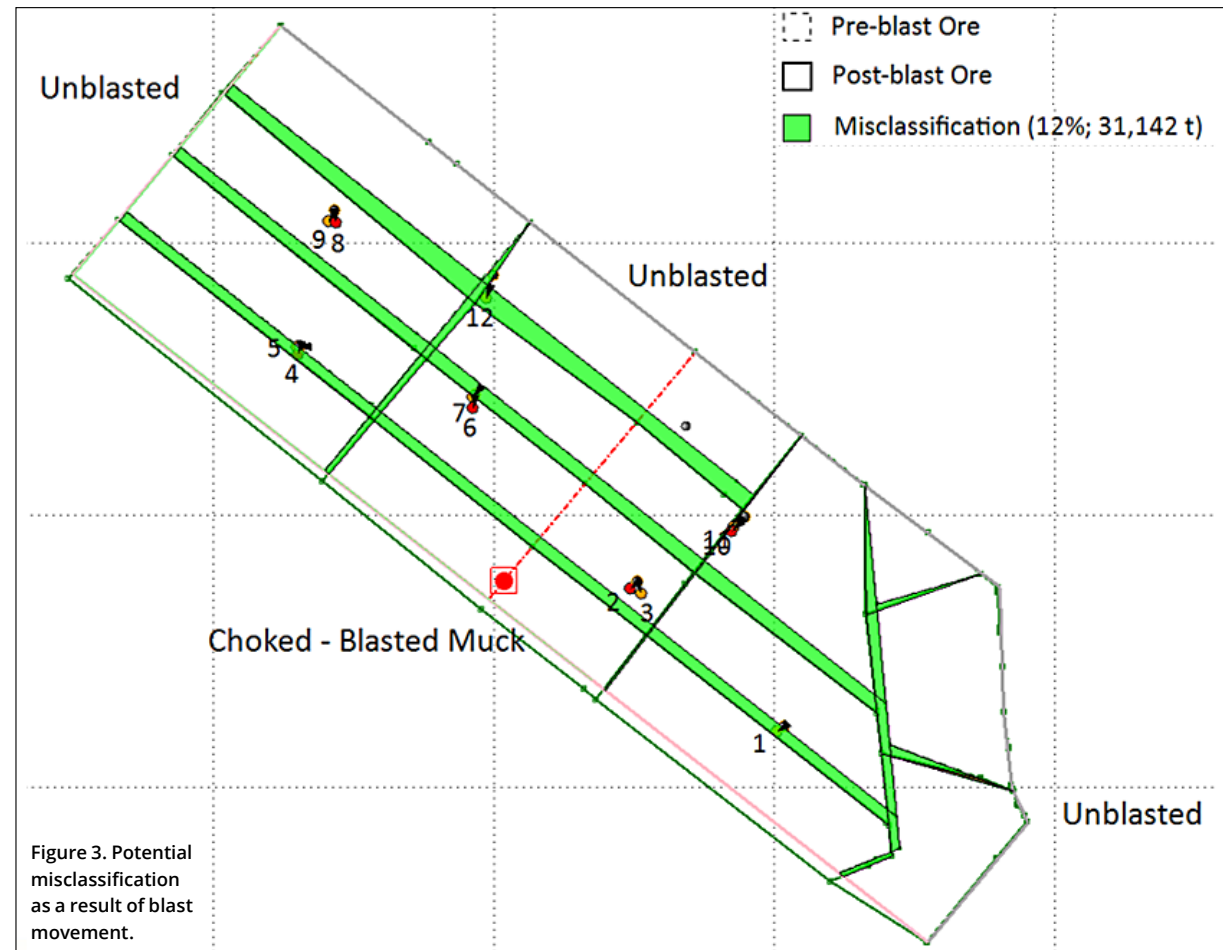 Pre-blast Ore
Unblasted
Post-blast Ore
Misclassification (12%; 31,142 t)
9 8
Unblasted
12
5
4
7
6
11
10
2
3
Choked - Blasted Muck
1
Unblasted
Figure 3. Potential
misclassification
as a result of blast
movement.